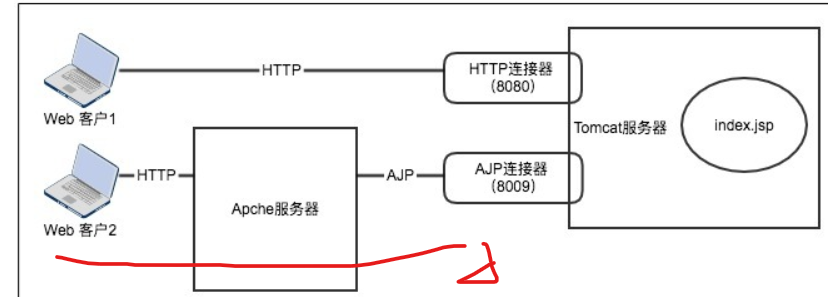 HTTP
HTTP连接器
(8080)
Web 客户1
Tomcat服务器
index.jsp
HTTP
AJP
AJP连接器
(8009)
Apche服务器
Web 客户2